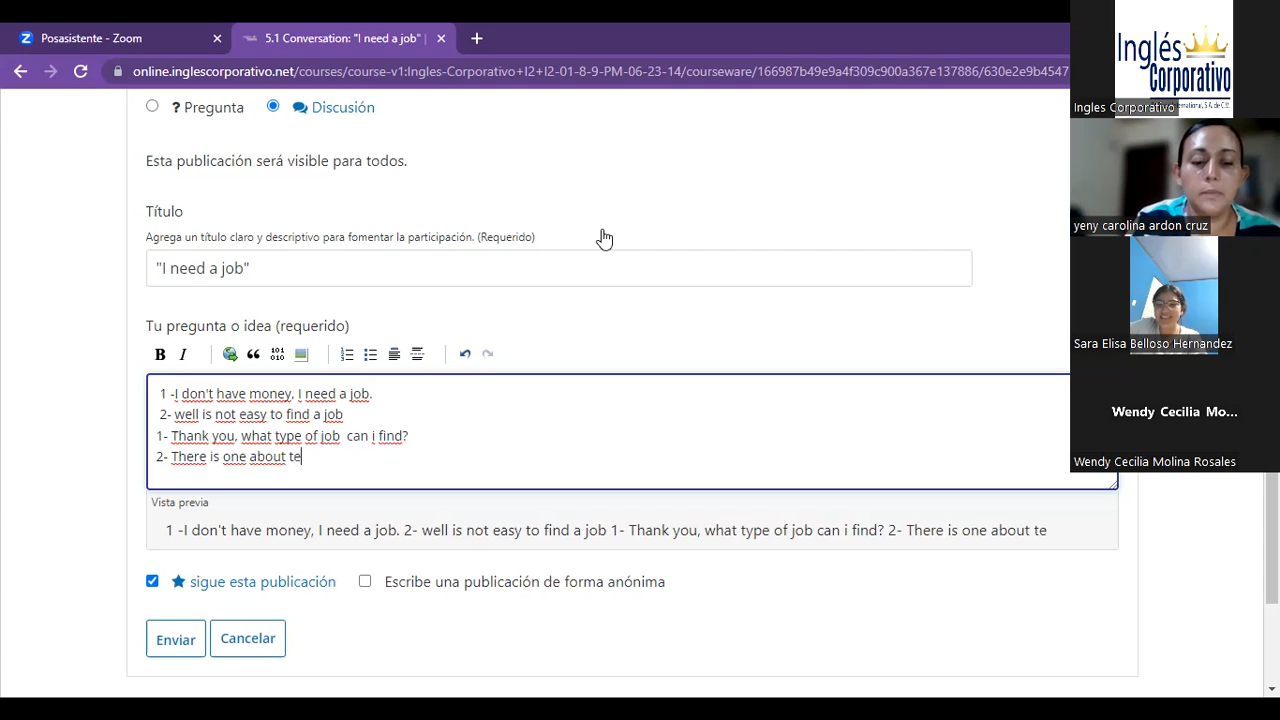 Posasistente - Zoom
5.1 Conversation: "I need a job" |
online.inglescorporativo.net/courses/course-v1:Ingles-Corporativo+I2+I2-01-8-9-PM-06-23-14/courseware/166987b49e9a4f309c900a367e137886/630e2e9b4547
? Pregunta
Discusión
Esta publicación será visible para todos.
Título
Agrega un título claro y descriptivo para fomentar la participación. (Requerido)
"I need a job"
Tu pregunta o idea (requerido)
B I
1 -I don't have money, I need a job.
2- well is not easy to find a job
1- Thank you, what type of job can i find?
2- There is one about te
Vista previa
1 -I don't have money, I need a job. 2- well is not easy to find a job 1- Thank you, what type of job can i find? 2- There is one about te
sigue esta publicación
Escribe una publicación de forma anónima
Enviar
Cancelar
Inglés
Corporativo
Ingles Corporativo
yeny carolina ardon cruz
Sara Elisa Belloso Hernandez
Wendy Cecilia Mo...
Wendy Cecilia Molina Rosales